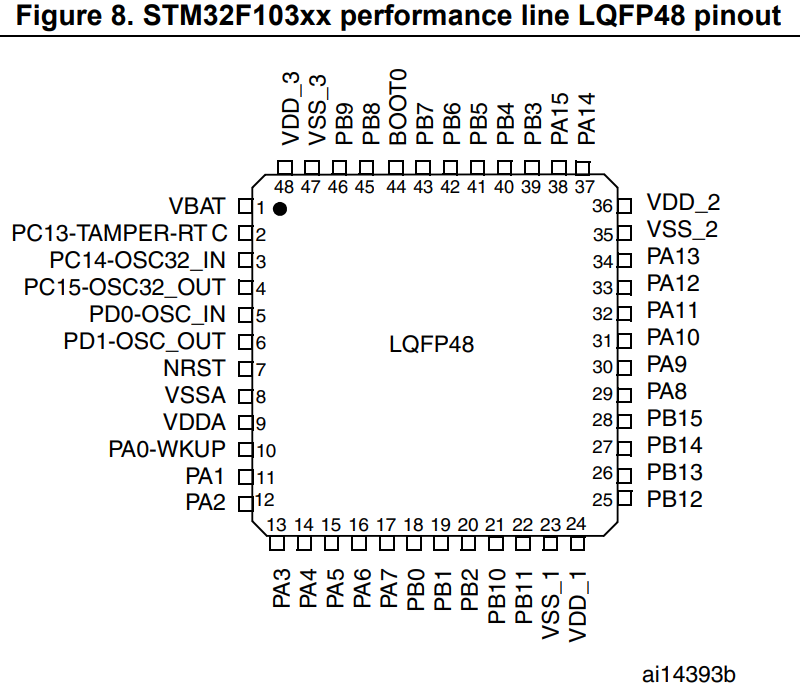 Figure 8. STM32F103xx performance line LQFP48 pinout
VDD_3
VSS_3
PB9
PB8
BOOT0
PB7
PB6
PB5
PB4
PB3
PA15
PA14
48 47 46 45 44 43 42 41 40 39 38 37
VBAT 1
PC13-TAMPER-RTC 2
PC14-OSC32_IN 3
PC15-OSC32_OUT 4
PD0-OSC_IN 5
PD1-OSC_OUT 6
NRST 7
VSSA 8
VDDA 9
PA0-WKUP 10
PA1 11
PA2 12
LQFP48
36 VDD_2
35 VSS_2
34 PA13
33 PA12
32 PA11
31 PA10
30 PA9
29 PA8
28 PB15
27 PB14
26 PB13
25 PB12
13 14 15 16 17 18 19 20 21 22 23 24
PA3
PA4
PA5
PA6
PA7
PB0
PB1
PB2
PB10
PB11
VSS_1
VDD_1
ai14393b